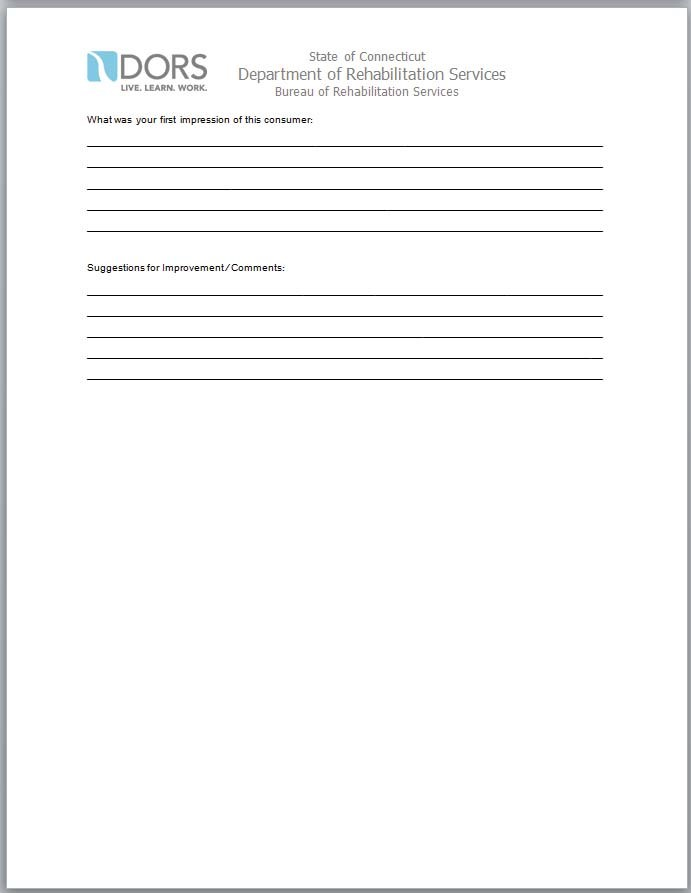 DORS
LIVE. LEARN. WORK.
State of Connecticut
Department of Rehabilitation Services
Bureau of Rehabilitation Services
What was your first impression of this consumer:
Suggestions for Improvement/Comments: